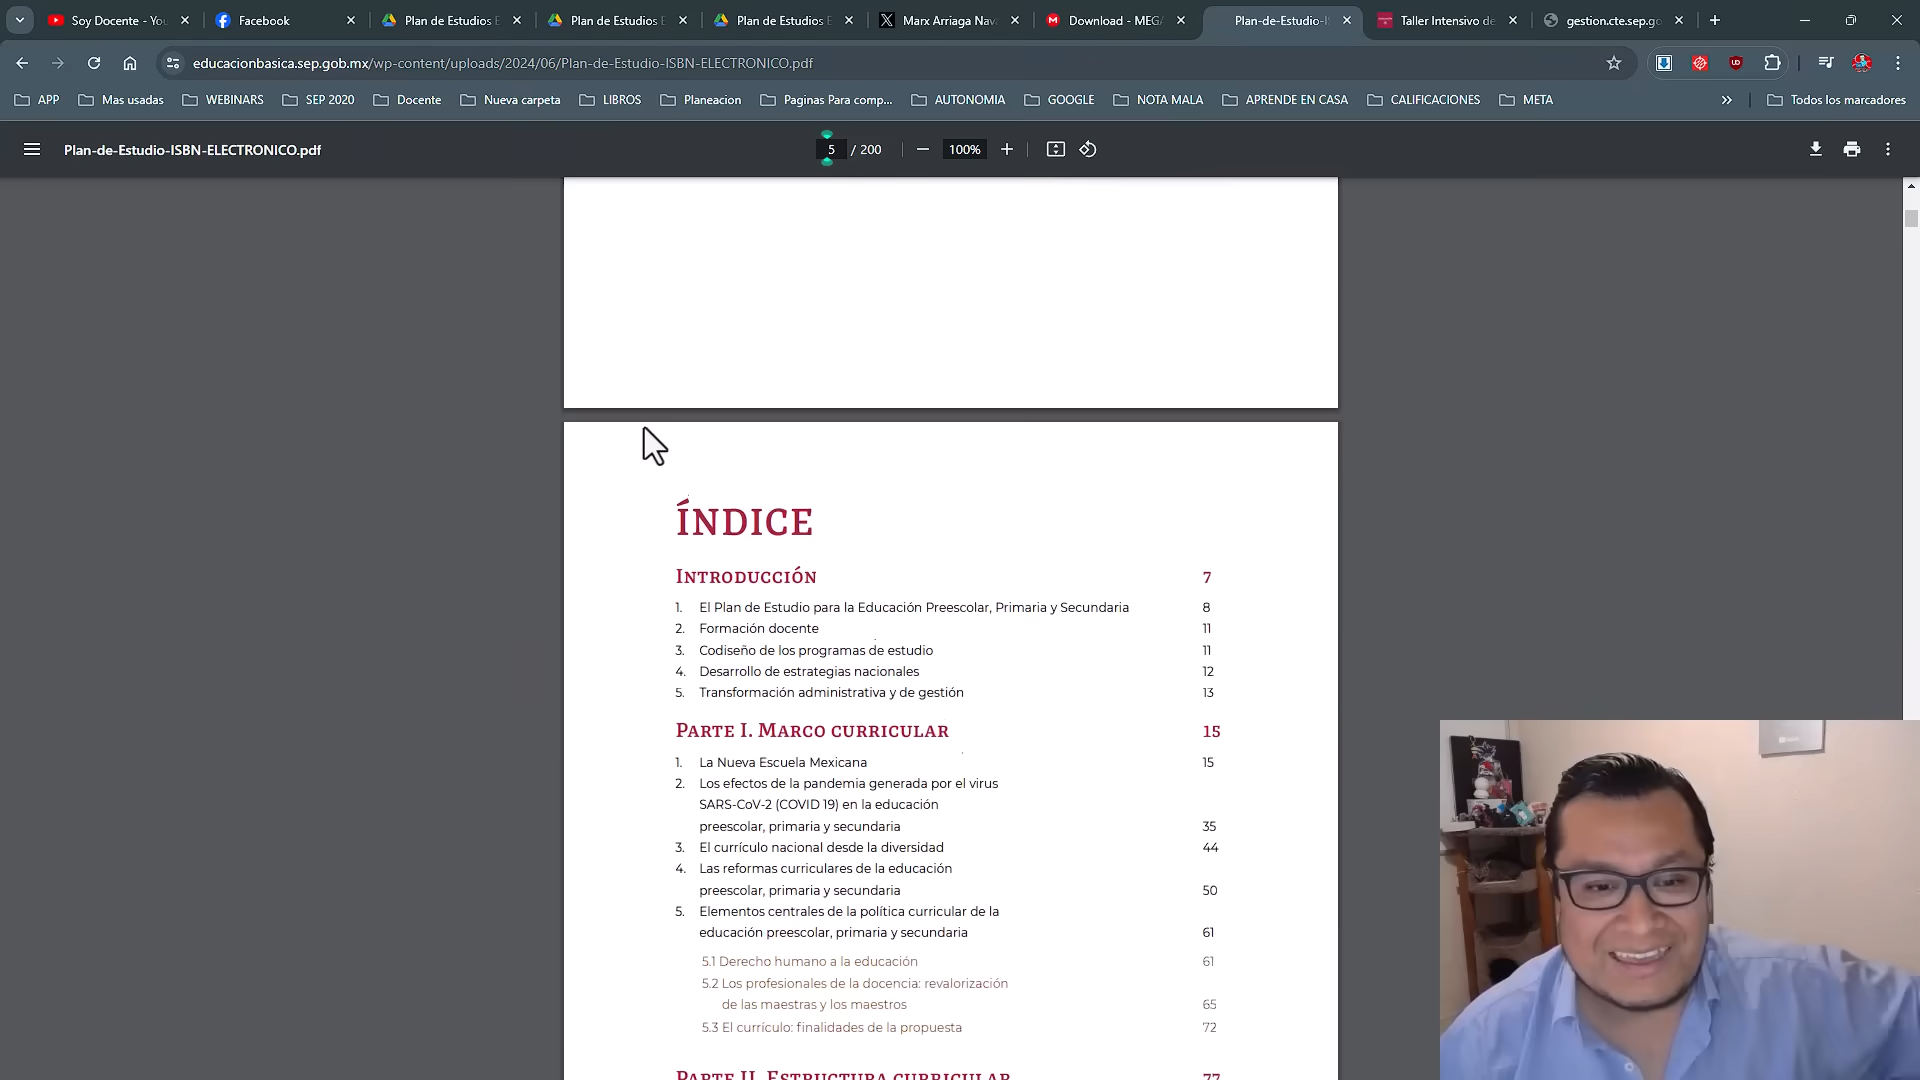 Soy Docente - You
Facebook
Plan de Estudios E
Plan de Estudios E
Plan de Estudios E
Marx Arriaga Nav
Download - MEGA
Plan-de-Estudio-I
Taller Intensivo de
gestion.cte.sep.go
educacionbasica.sep.gob.mx/wp-content/uploads/2024/06/Plan-de-Estudio-ISBN-ELECTRONICO.pdf
APP
Mas usadas
WEBINARS
SEP 2020
Docente
Nueva carpeta
LIBROS
Planeacion
Paginas Para comp...
AUTONOMIA
GOOGLE
NOTA MALA
APRENDE EN CASA
CALIFICACIONES
META
Todos los marcadores
Plan-de-Estudio-ISBN-ELECTRONICO.pdf
5 / 200
100%
ÍNDICE
INTRODUCCIÓN 7
1. El Plan de Estudio para la Educación Preescolar, Primaria y Secundaria 8
2. Formación docente 11
3. Codiseño de los programas de estudio 11
4. Desarrollo de estrategias nacionales 12
5. Transformación administrativa y de gestión 13
PARTE I. MARCO CURRICULAR 15
1. La Nueva Escuela Mexicana 15
2. Los efectos de la pandemia generada por el virus
SARS-CoV-2 (COVID 19) en la educación
preescolar, primaria y secundaria 35
3. El currículo nacional desde la diversidad 44
4. Las reformas curriculares de la educación
preescolar, primaria y secundaria 50
5. Elementos centrales de la política curricular de la
educación preescolar, primaria y secundaria 61
5.1 Derecho humano a la educación 61
5.2 Los profesionales de la docencia: revalorización
de las maestras y los maestros 65
5.3 El currículo: finalidades de la propuesta 72
PARTE II. ESTRUCTURA CURRICULAR 77